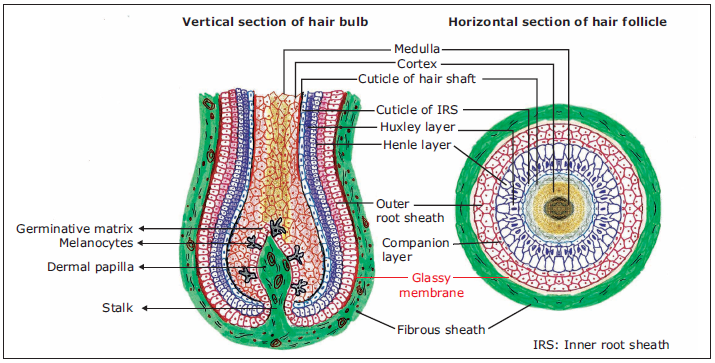 Vertical section of hair bulb
Horizontal section of hair follicle
Medulla
Cortex
Cuticle of hair shaft
Cuticle of IRS
Huxley layer
Henle layer
Outer
root sheath
Companion
layer
Glassy
membrane
Fibrous sheath
Germinative matrix
Melanocytes
Dermal papilla
Stalk
IRS: Inner root sheath